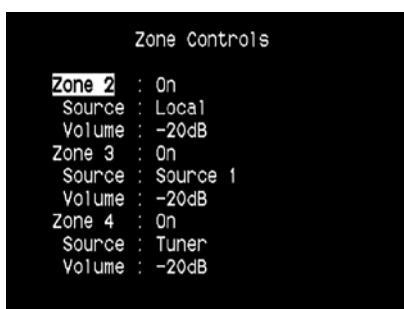 Zone Controls
Zone 2 : On
Source : Local
Volume : -20dB
Zone 3 : On
Source : Source 1
Volume : -20dB
Zone 4 : On
Source : Tuner
Volume : -20dB